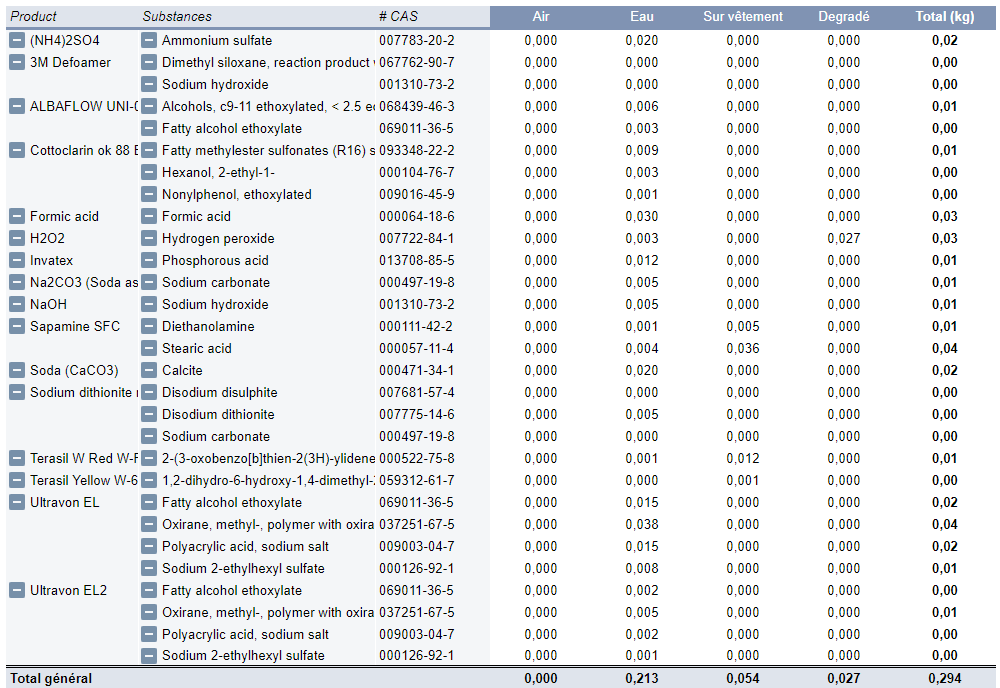 Product Substances # CAS Air Eau Sur vêtement Degradé Total (kg)
(NH4)2SO4 Ammonium sulfate 007783-20-2 0,000 0,020 0,000 0,000 0,02
3M Defoamer Dimethyl siloxane, reaction product 067762-90-7 0,000 0,000 0,000 0,000 0,00
Sodium hydroxide 001310-73-2 0,000 0,000 0,000 0,000 0,00
ALBAFLOW UNI- Alcohols, c9-11 ethoxylated, < 2.5 068439-46-3 0,000 0,006 0,000 0,000 0,01
Fatty alcohol ethoxylate 069011-36-5 0,000 0,003 0,000 0,000 0,00
Cottoclarin ok 88 Fatty methylester sulfonates (R16) 093348-22-2 0,000 0,009 0,000 0,000 0,01
Hexanol, 2-ethyl-1- 000104-76-7 0,000 0,003 0,000 0,000 0,00
Nonylphenol, ethoxylated 009016-45-9 0,000 0,001 0,000 0,000 0,00
Formic acid Formic acid 000064-18-6 0,000 0,030 0,000 0,000 0,03
H2O2 Hydrogen peroxide 007722-84-1 0,000 0,003 0,000 0,027 0,03
Invatex Phosphorous acid 013708-85-5 0,000 0,012 0,000 0,000 0,01
Na2CO3 (Soda as Sodium carbonate 000497-19-8 0,000 0,005 0,000 0,000 0,01
NaOH Sodium hydroxide 001310-73-2 0,000 0,005 0,000 0,000 0,01
Sapamine SFC Diethanolamine 000111-42-2 0,000 0,001 0,005 0,000 0,01
Stearic acid 000057-11-4 0,000 0,004 0,036 0,000 0,04
Soda (CaCO3) Calcite 000471-34-1 0,000 0,020 0,000 0,000 0,02
Sodium dithionite Disodium disulphite 007681-57-4 0,000 0,000 0,000 0,000 0,00
Disodium dithionite 007775-14-6 0,000 0,005 0,000 0,000 0,00
Sodium carbonate 000497-19-8 0,000 0,000 0,000 0,000 0,00
Terasil W Red W- 2-(3-oxobenzo[b]thien-2(3H)-ylidene 000522-75-8 0,000 0,001 0,012 0,000 0,01
Terasil Yellow W-6 1,2-dihydro-6-hydroxy-1,4-dimethyl- 059312-61-7 0,000 0,000 0,001 0,000 0,00
Ultravon EL Fatty alcohol ethoxylate 069011-36-5 0,000 0,015 0,000 0,000 0,02
Oxirane, methyl-, polymer with oxira 037251-67-5 0,000 0,038 0,000 0,000 0,04
Polyacrylic acid, sodium salt 009003-04-7 0,000 0,015 0,000 0,000 0,02
Sodium 2-ethylhexyl sulfate 000126-92-1 0,000 0,008 0,000 0,000 0,01
Ultravon EL2 Fatty alcohol ethoxylate 069011-36-5 0,000 0,002 0,000 0,000 0,00
Oxirane, methyl-, polymer with oxira 037251-67-5 0,000 0,005 0,000 0,000 0,01
Polyacrylic acid, sodium salt 009003-04-7 0,000 0,002 0,000 0,000 0,00
Sodium 2-ethylhexyl sulfate 000126-92-1 0,000 0,001 0,000 0,000 0,00
Total général 0,000 0,213 0,054 0,027 0,294